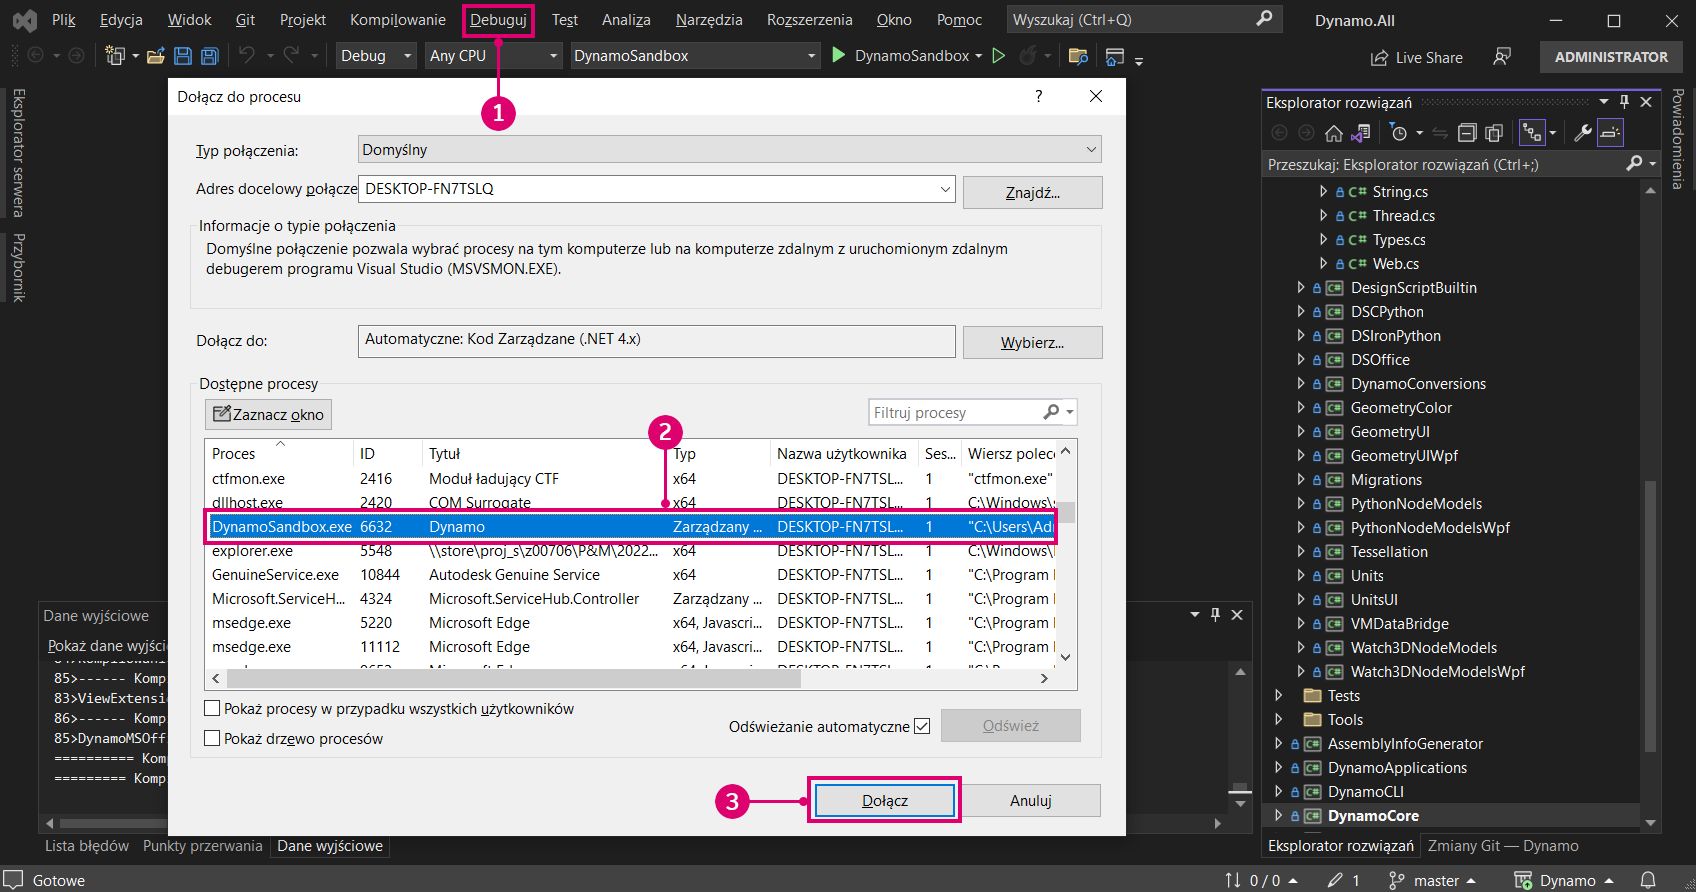 Plik Edycja Widok Git Projekt Kompilowanie Debuguj Test Analiza Narzędzia Rozszerzenia Okno Pomoc Wyszukaj (Ctrl+Q) Dynamo.All
Debug Any CPU DynamoSandbox DynamoSandbox Live Share ADMINISTRATOR
1
Eksplorator serwera
Przybornik
Dołącz do procesu ?
Typ połączenia: Domyślny
Adres docelowy połącze DESKTOP-FN7TSLQ Znajdź...
Informacje o typie połączenia
Domyślne połączenie pozwala wybrać procesy na tym komputerze lub na komputerze zdalnym z uruchomionym zdalnym
debugerem programu Visual Studio (MSVSMON.EXE).
Dołącz do: Automatyczne: Kod Zarządzane (.NET 4.x) Wybierz...
Dostępne procesy
Zaznacz okno Filtruj procesy
2
Proces ID Tytuł Typ Nazwa użytkownika Ses... Wiersz polec
ctfmon.exe 2416 Moduł ładujący CTF x64 DESKTOP-FN7TSL... 1 "ctfmon.exe"
dllhost.exe 2420 COM Surrogate x64 DESKTOP-FN7TSL... 1 C:\Windows\s
DynamoSandbox.exe 6632 Dynamo Zarządzany ... DESKTOP-FN7TSL... 1 "C:\Users\Adr
explorer.exe 5548 \\store\proj_s\z00706\P&M\2022... x64 DESKTOP-FN7TSL... 1 C:\Windows\
GenuineService.exe 10844 Autodesk Genuine Service x64 DESKTOP-FN7TSL... 1 "C:\Program
Microsoft.ServiceH... 4324 Microsoft.ServiceHub.Controller Zarządzany ... DESKTOP-FN7TSL... 1 "C:\Program
msedge.exe 5220 Microsoft Edge x64, Javascri... DESKTOP-FN7TSL... 1 "C:\Program
msedge.exe 11112 Microsoft Edge x64, Javascri... DESKTOP-FN7TSL... 1 "C:\Program
Pokaż procesy w przypadku wszystkich użytkowników
Odświeżanie automatyczne Odśwież
Pokaż drzewo procesów
3 Dołącz Anuluj
Dane wyjściowe
Pokaż dane wyjści
85>------ Komp
83>ViewExtensi
86>------ Komp
85>DynamoMSOff
========== Kom
========= Komp
Lista błędów Punkty przerwania Dane wyjściowe
Eksplorator rozwiązań
Przeszukaj: Eksplorator rozwiązań (Ctrl+;)
C# String.cs
C# Thread.cs
C# Types.cs
C# Web.cs
C# DesignScriptBuiltin
C# DSCPython
C# DSIronPython
C# DSOffice
C# DynamoConversions
C# GeometryColor
C# GeometryUI
C# GeometryUIWpf
C# Migrations
C# PythonNodeModels
C# PythonNodeModelsWpf
C# Tessellation
C# Units
C# UnitsUI
C# VMDataBridge
C# Watch3DNodeModels
C# Watch3DNodeModelsWpf
Tests
Tools
C# AssemblyInfoGenerator
C# DynamoApplications
C# DynamoCLI
C# DynamoCore
Eksplorator rozwiązań Zmiany Git — Dynamo
Powiadomienia
Gotowe 0 / 0 1 master Dynamo